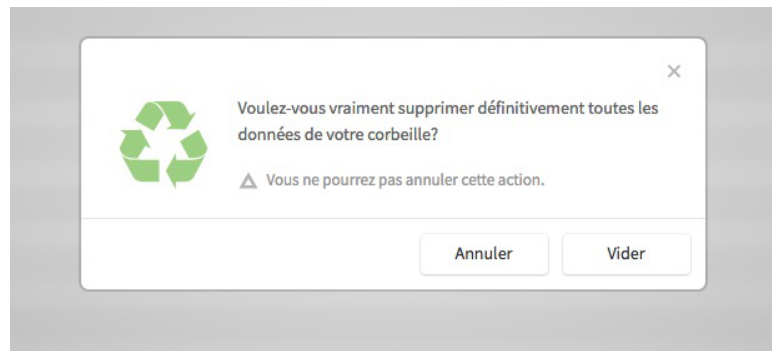 Voulez-vous vraiment supprimer définitivement toutes les
données de votre corbeille?
Vous ne pourrez pas annuler cette action.
Annuler
Vider